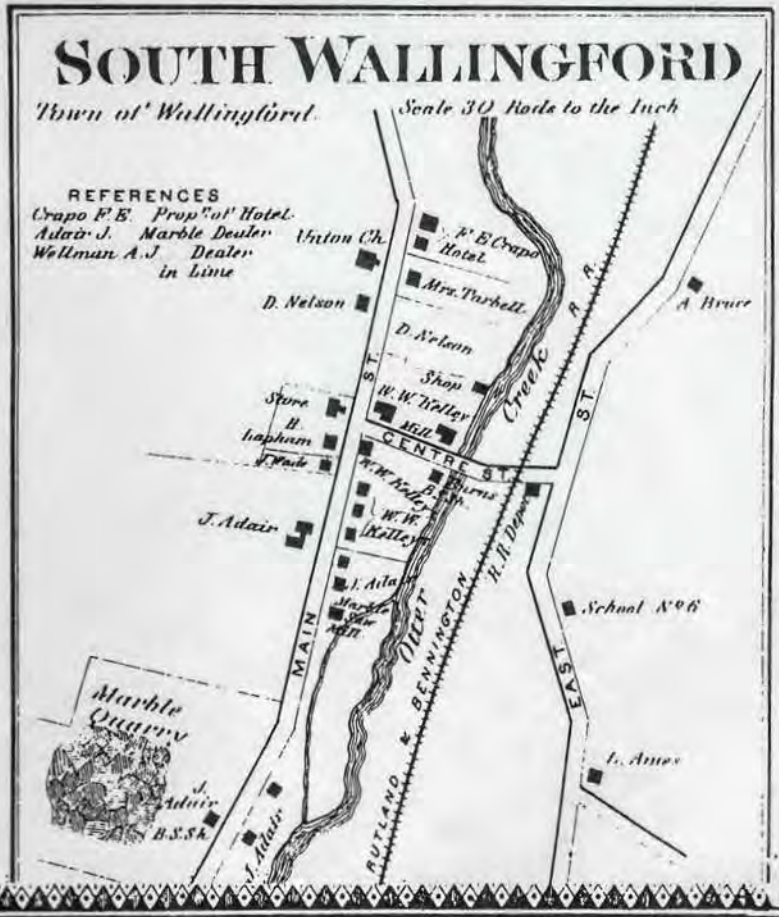 SOUTH WALLINGFORD
Town of Wallingford.
Scale 30 Rods to the Inch
REFERENCES
Crapo F. E. Propr. of Hotel
Adair J. Marble Dealer
Wellman A. J. Dealer
in Lime
Union Ch.
F. E. Crapo
Hotel
D. Nelson
Mrs. Tarbell
D. Nelson
A. Bruce
Shop
Store
W. W. Kelley
Mill
H.
Lapham
J. Wade
CENTRE ST.
W. W. Kelley
Burns
B. S. Sh.
W. W.
Kelley
J. Adair
R. R. Depot
J. Adair
Marble
Saw
Mill
School No 6
MAIN
ST.
EAST
ST.
Otter
Creek
RUTLAND & BENNINGTON
R. R.
Marble
Quarry
L. Ames
J.
Adair
B. S. Sh.
J. Adair